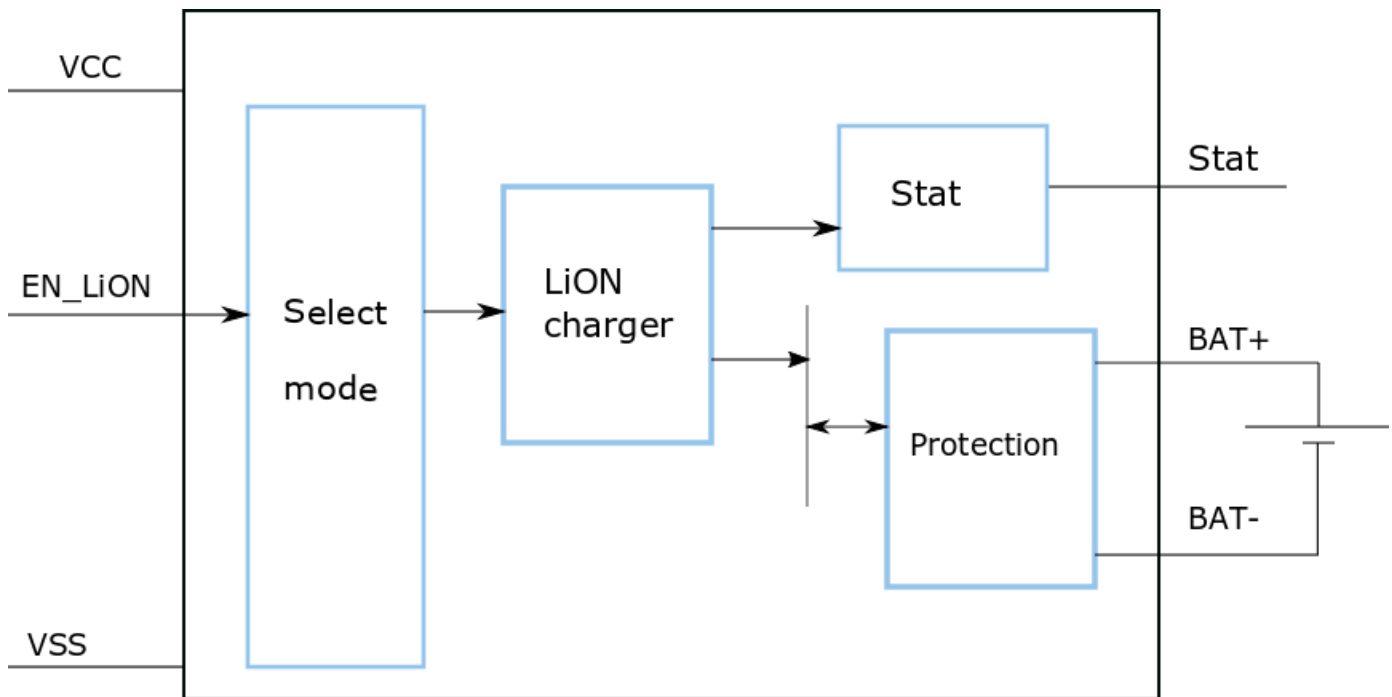 VCC
Stat
Stat
EN_LiON
Select
mode
LiON
charger
BAT+
Protection
BAT-
VSS